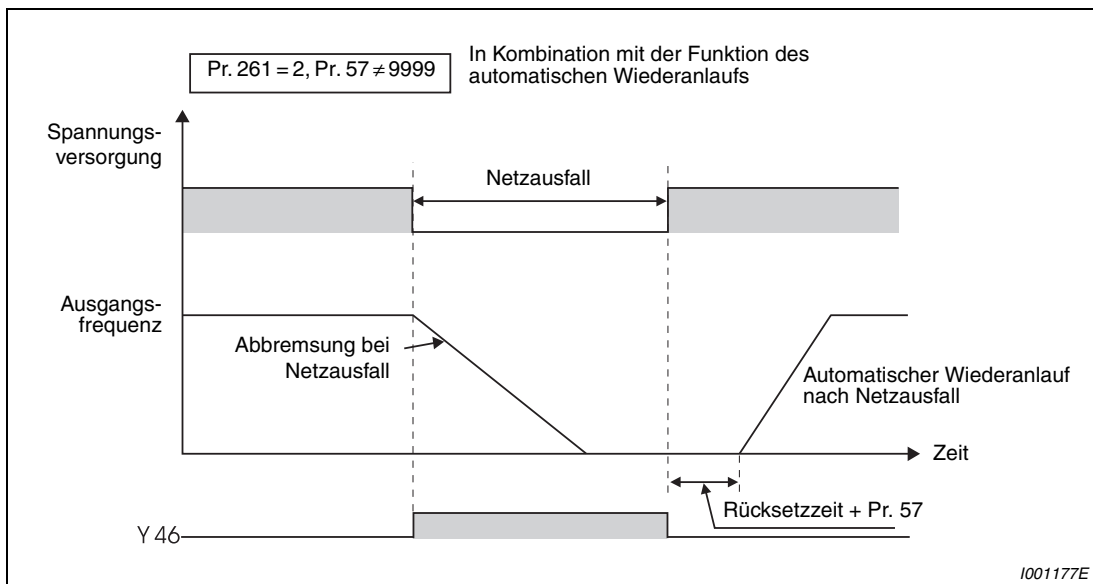 Pr. 261 = 2, Pr. 57 ≠ 9999
In Kombination mit der Funktion des
automatischen Wiederanlaufs
Spannungs-
versorgung
Netzausfall
Ausgangs-
frequenz
Abbremsung bei
Netzausfall
Automatischer Wiederanlauf
nach Netzausfall
Zeit
Rücksetzzeit + Pr. 57
Y 46
I001177E